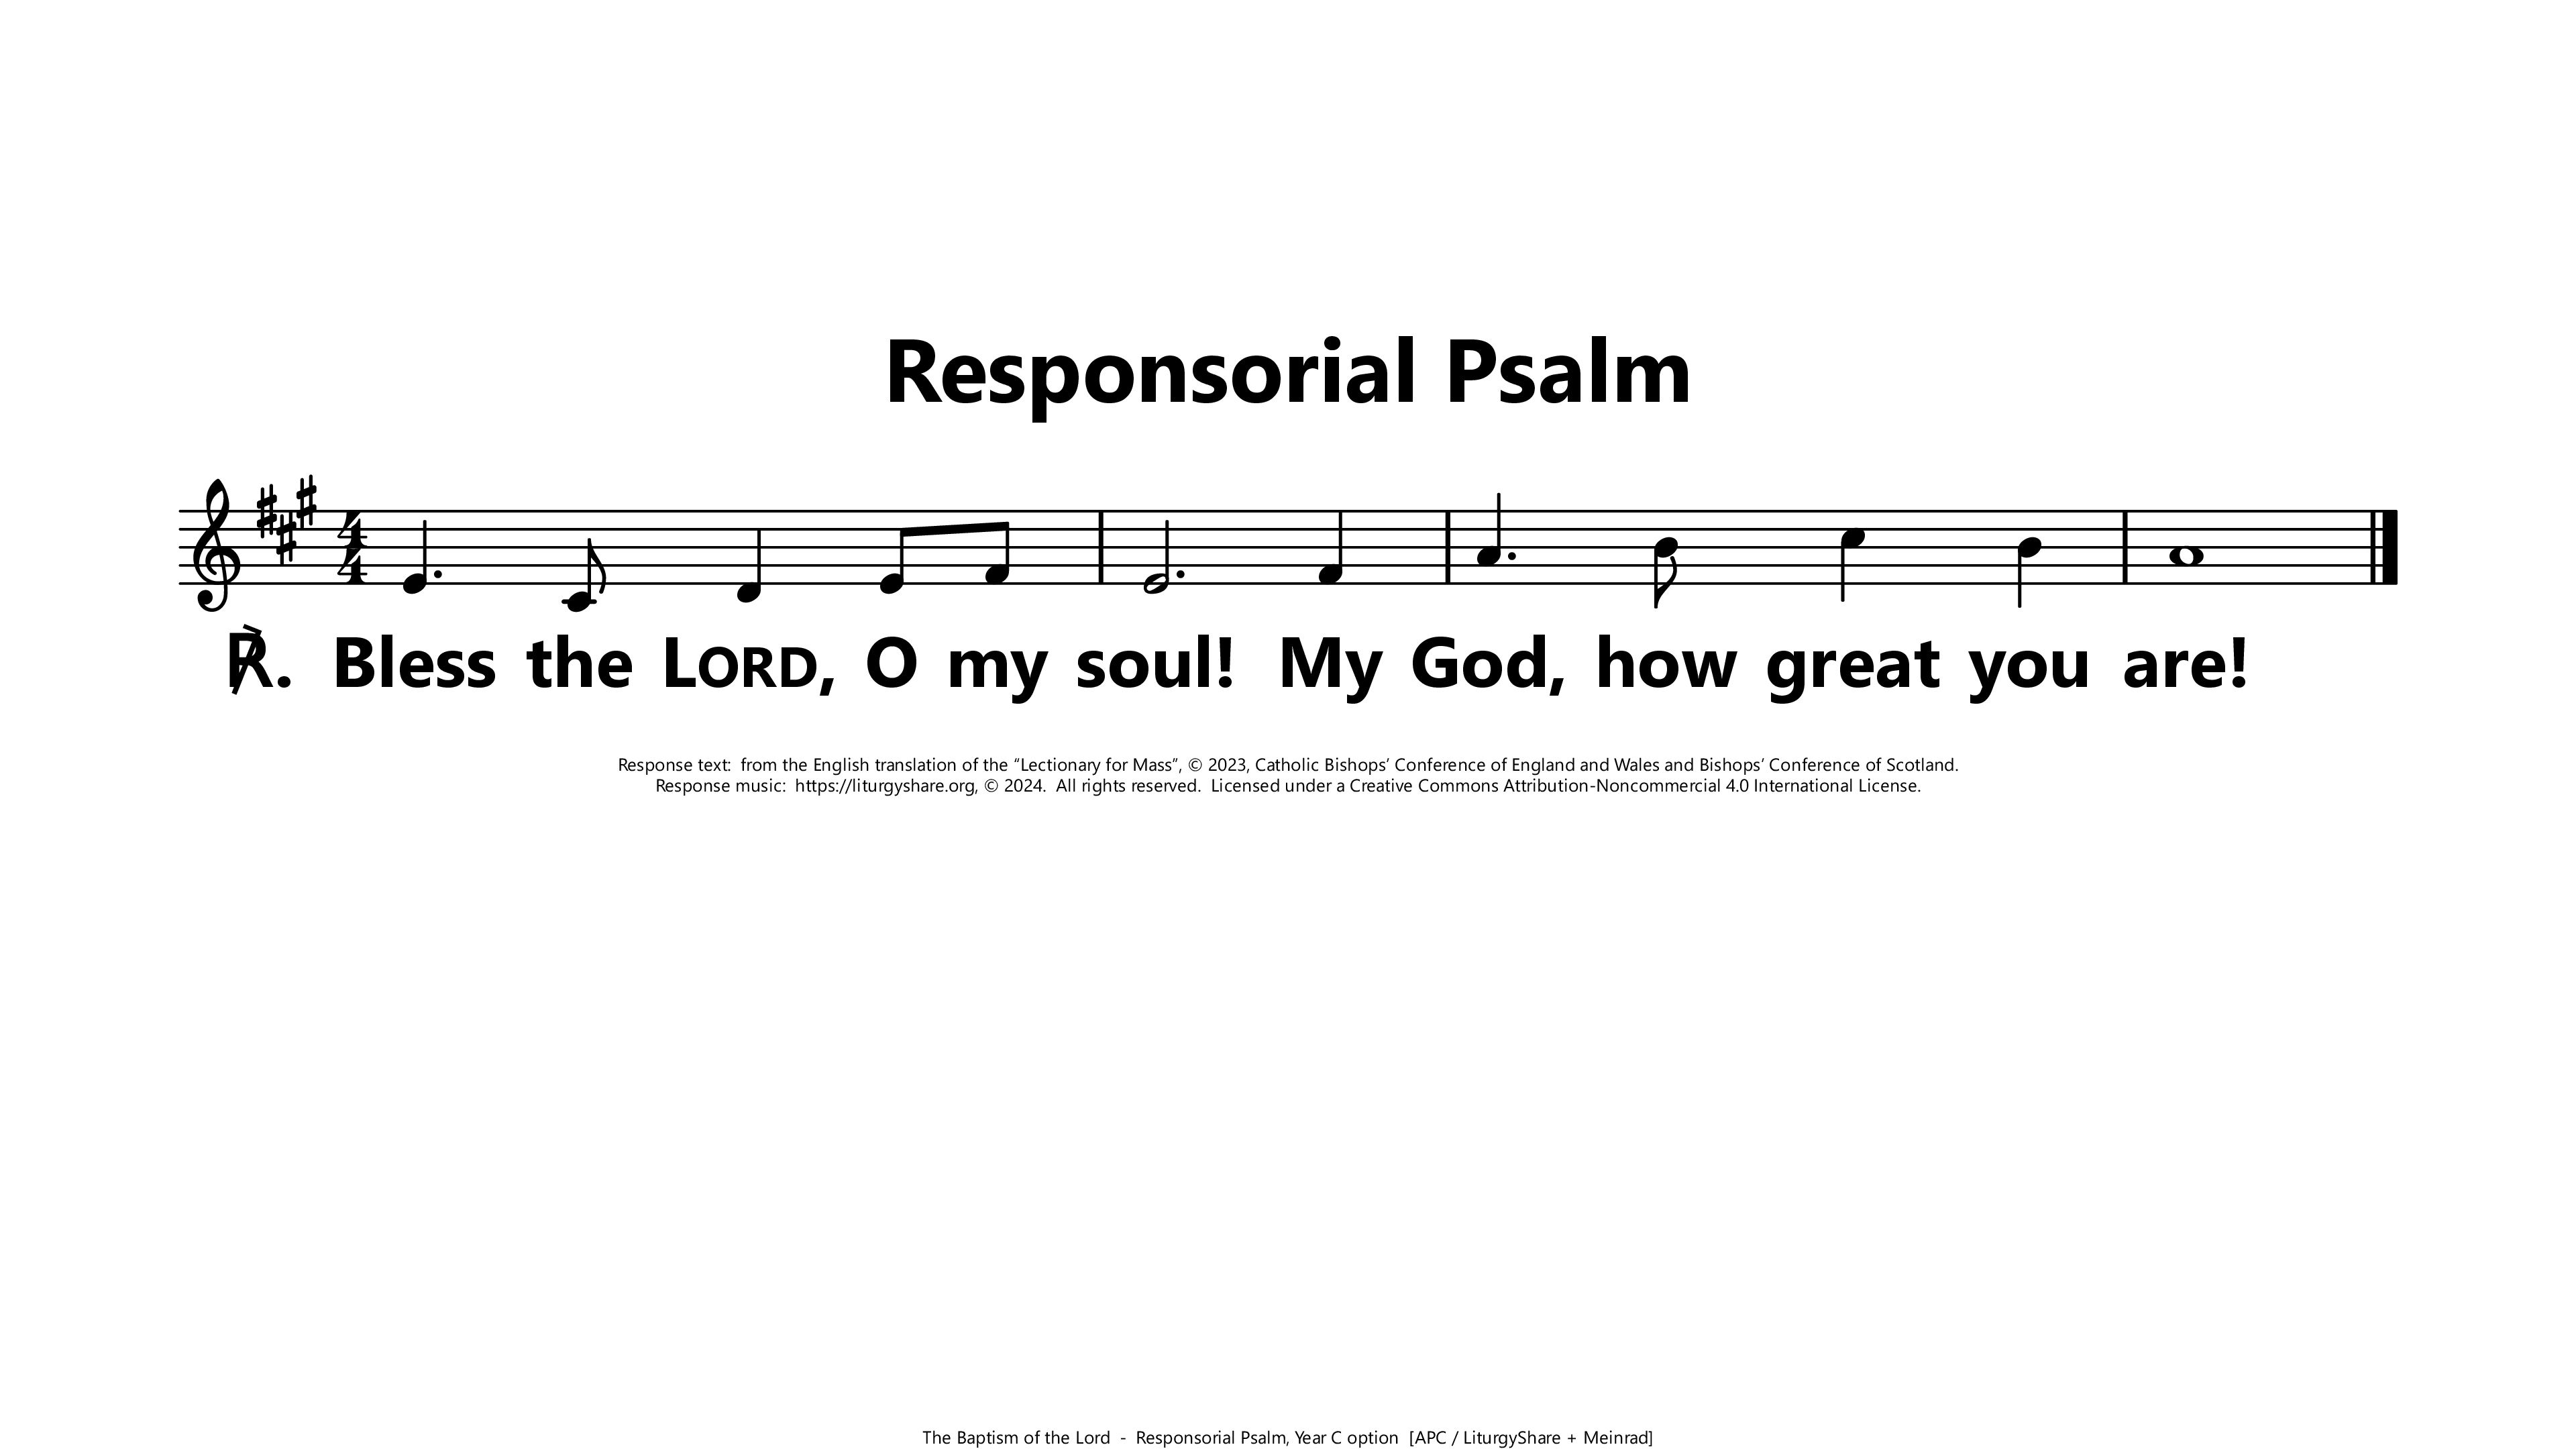 Responsorial Psalm
℟. Bless the LORD, O my soul! My God, how great you are!
Response text: from the English translation of the “Lectionary for Mass”, © 2023, Catholic Bishops’ Conference of England and Wales and Bishops’ Conference of Scotland.
Response music: https://liturgyshare.org, © 2024. All rights reserved. Licensed under a Creative Commons Attribution-Noncommercial 4.0 International License.
The Baptism of the Lord - Responsorial Psalm, Year C option [APC / LiturgyShare + Meinrad]